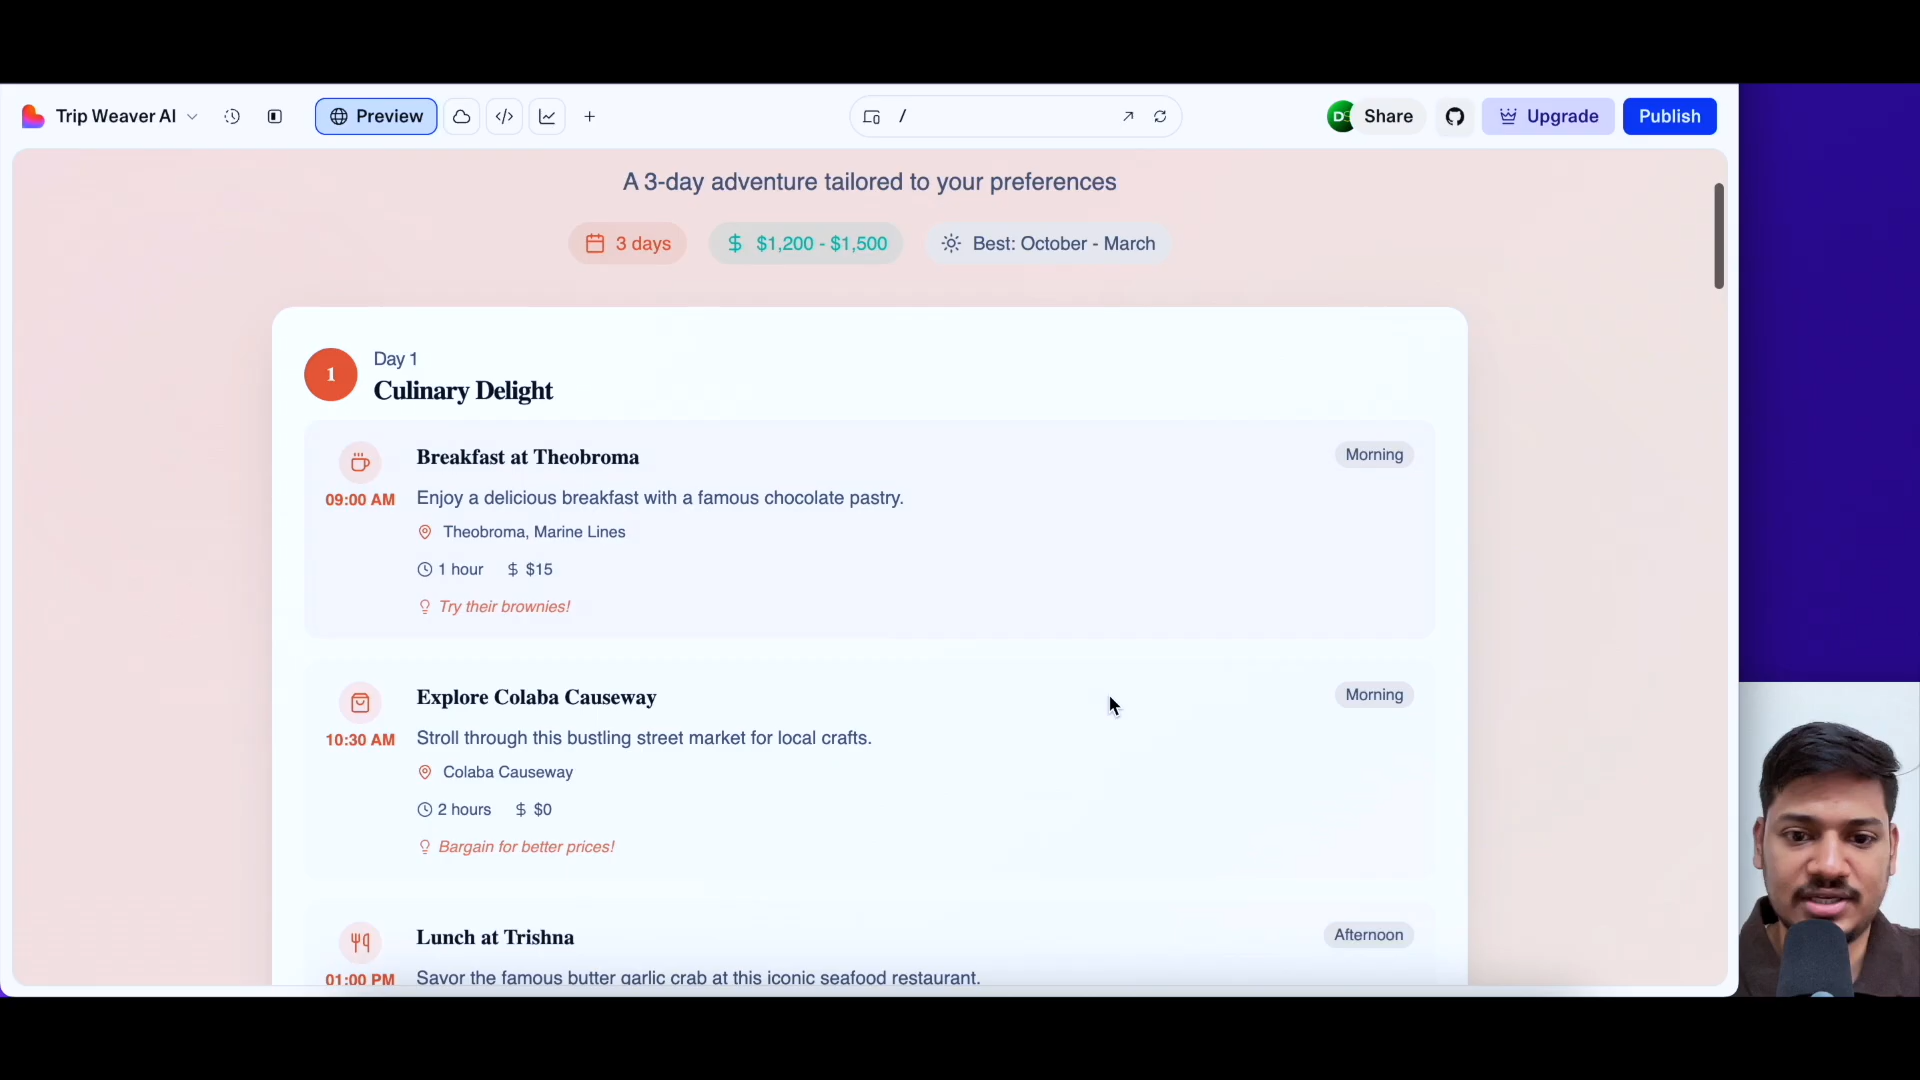 Trip Weaver AI
Preview
/
Share
Upgrade
Publish
A 3-day adventure tailored to your preferences
3 days
$ $1,200 - $1,500
Best: October - March
1
Day 1
Culinary Delight
Breakfast at Theobroma
Morning
09:00 AM
Enjoy a delicious breakfast with a famous chocolate pastry.
Theobroma, Marine Lines
1 hour
$ $15
Try their brownies!
Explore Colaba Causeway
Morning
10:30 AM
Stroll through this bustling street market for local crafts.
Colaba Causeway
2 hours
$ $0
Bargain for better prices!
Lunch at Trishna
Afternoon
01:00 PM
Savor the famous butter garlic crab at this iconic seafood restaurant.